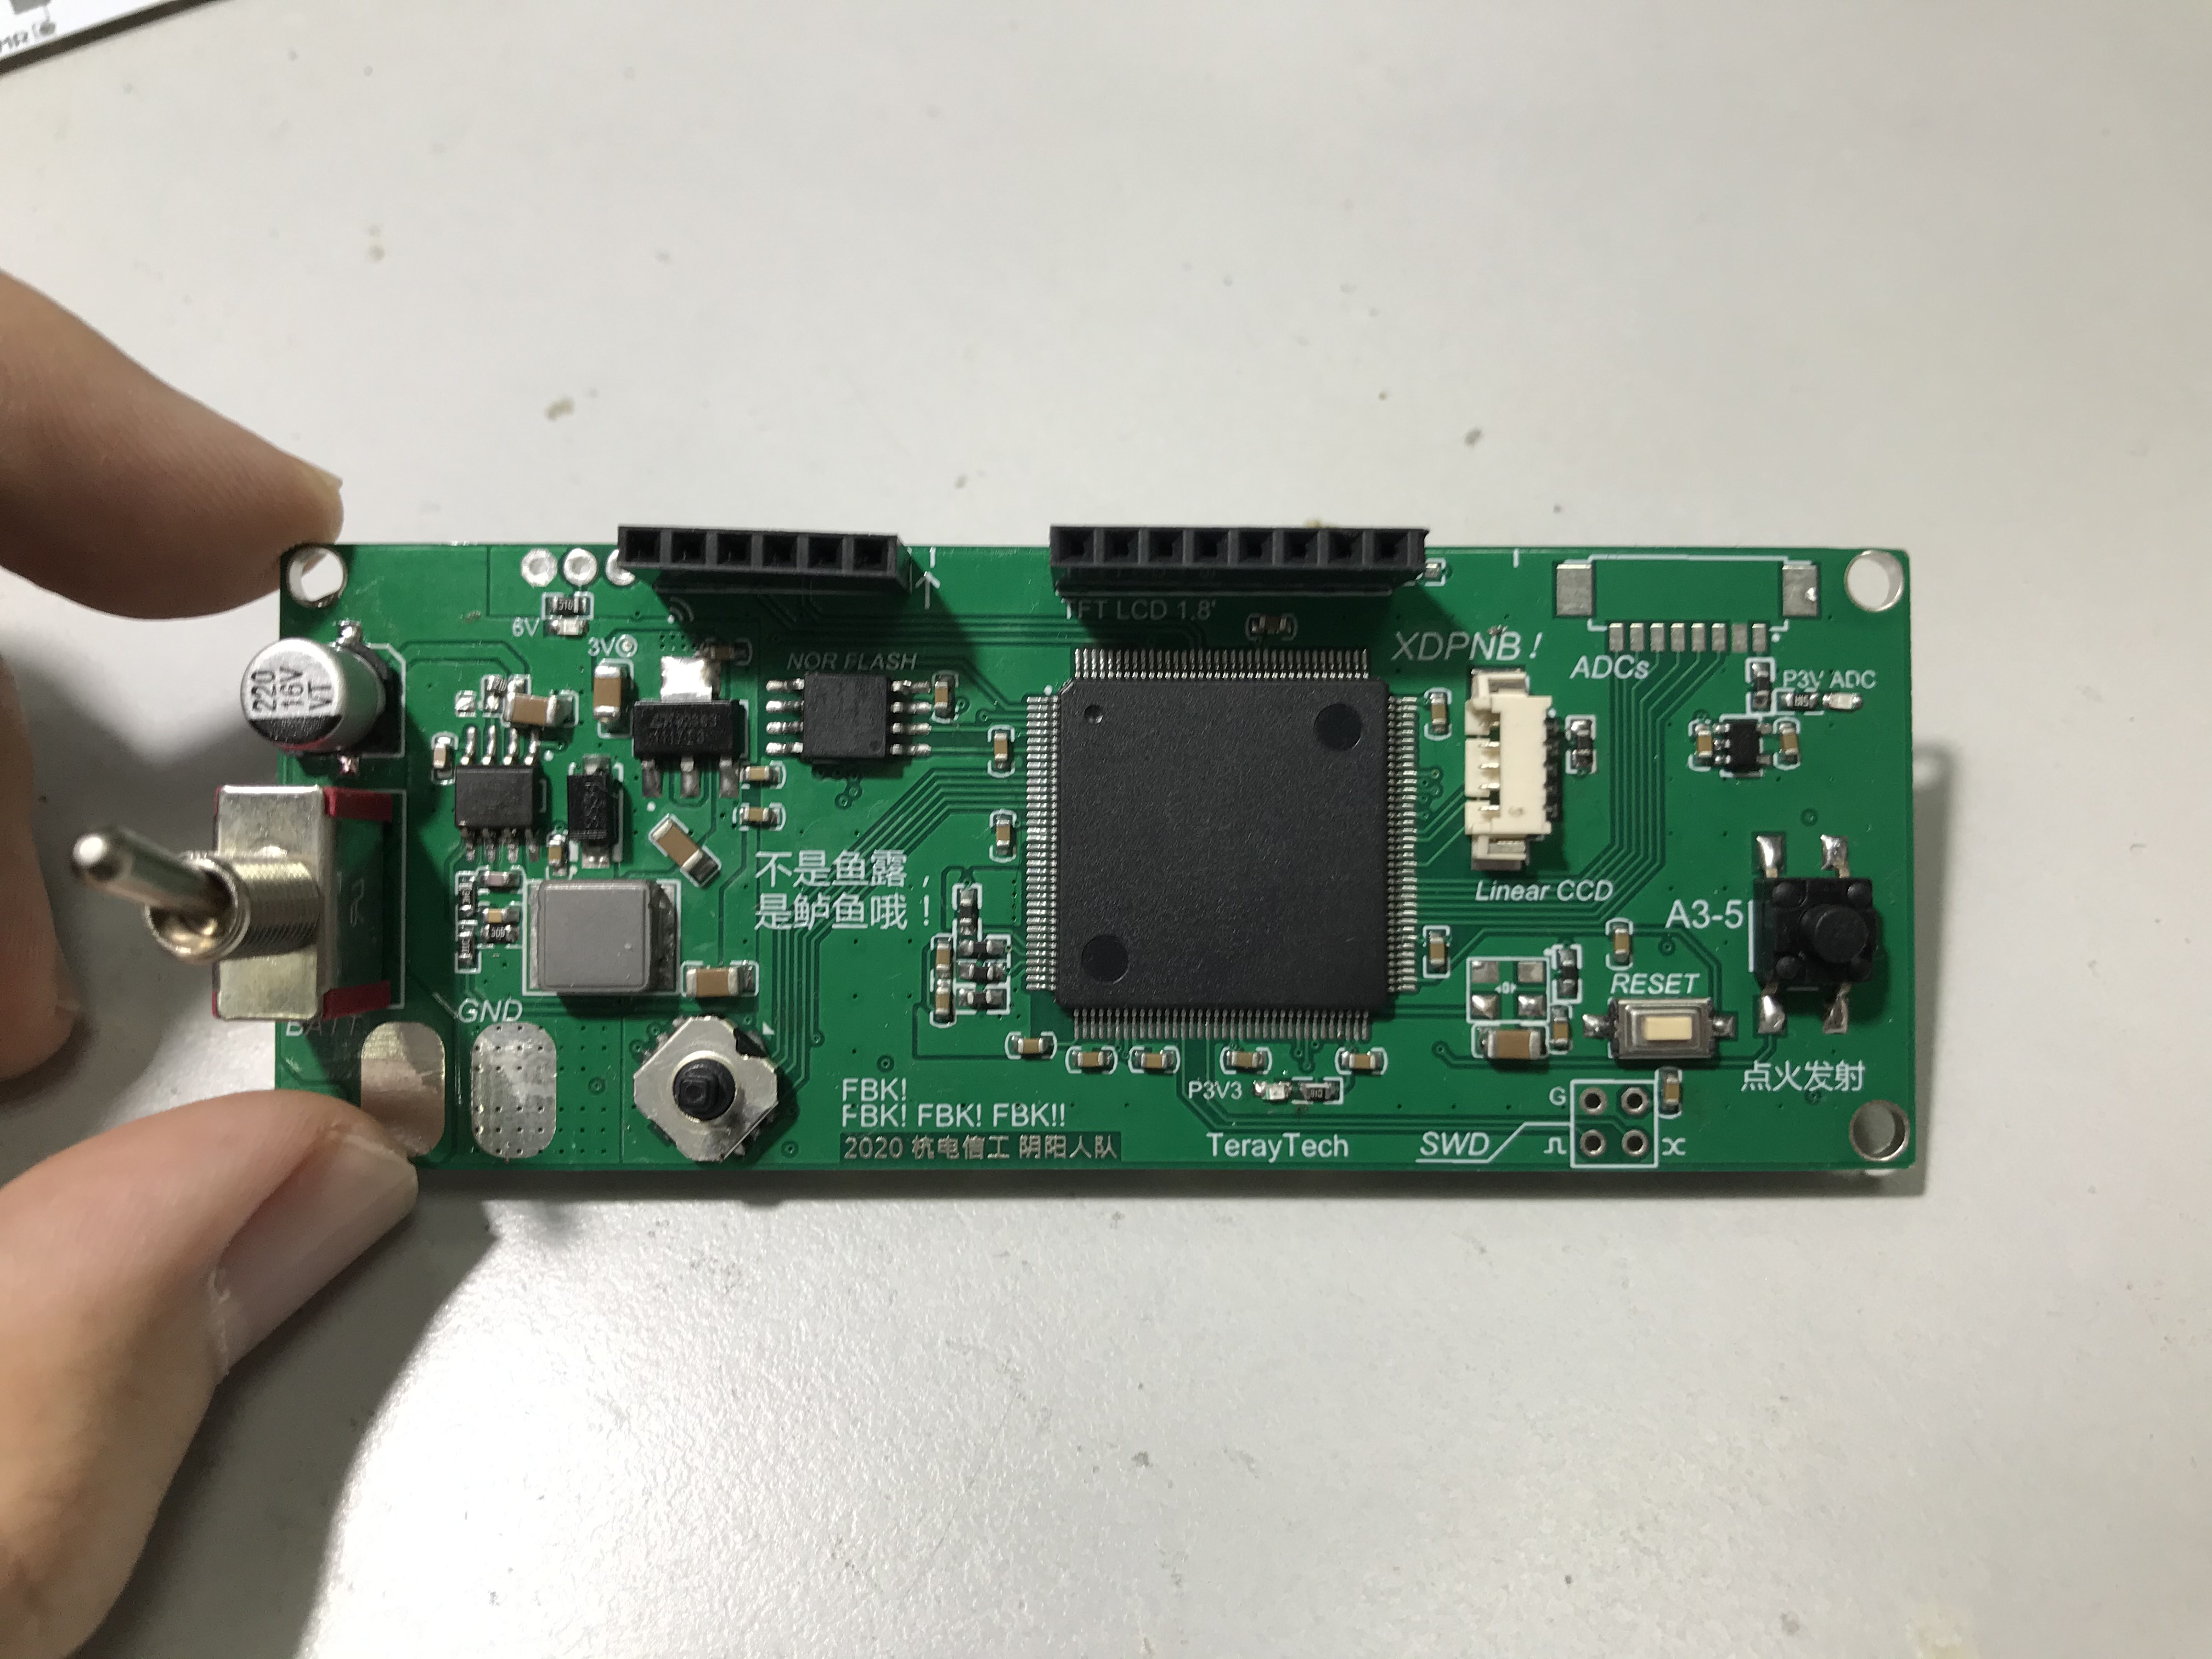 220
16V
VT
6V
3V
NOR FLASH
TFT LCD 1.8'
XDPNB!
ADCs
P3V ADC
Linear CCD
不是鱼露，
是鲈鱼哦！
A3-5
RESET
点火发射
BATT
GND
FBK!
FBK! FBK! FBK!!
2020 杭电信工 阴阳人队
P3V3
TerayTech
SWD
G